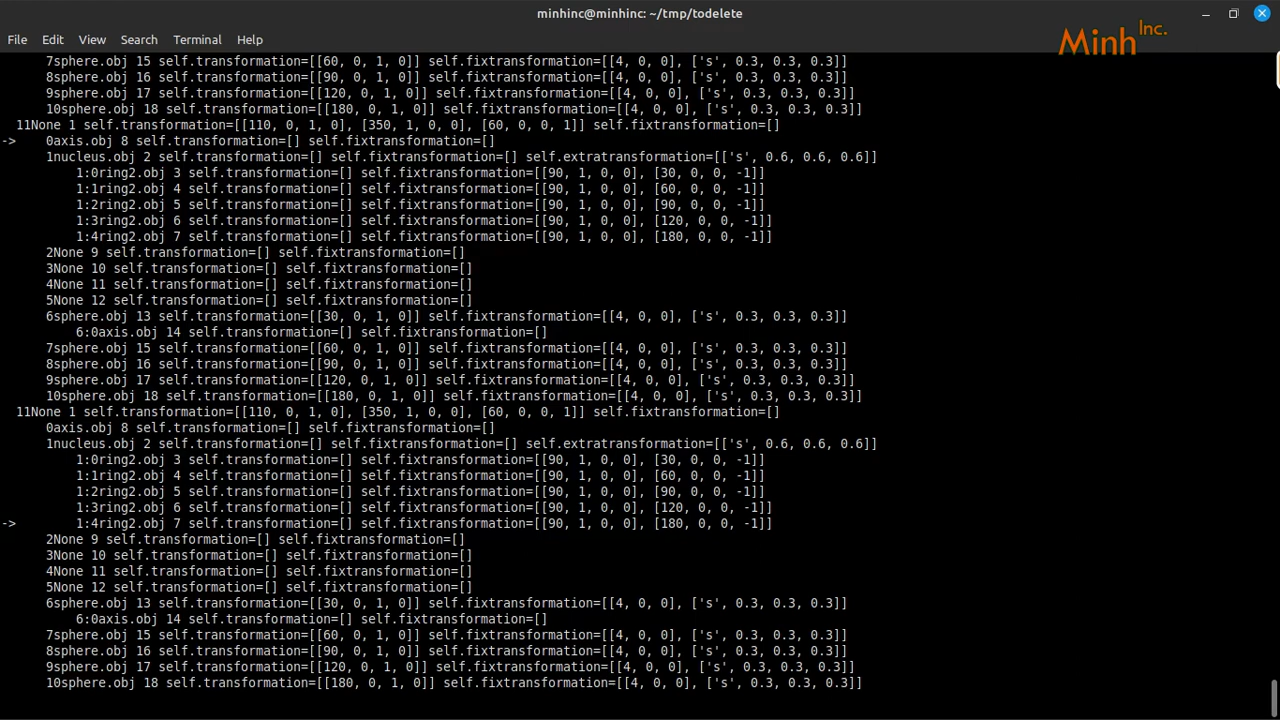 minhinc@minhinc: ~/tmp/todelete
File Edit View Search Terminal Help
Minh Inc.
7sphere.obj 15 self.transformation=[[60, 0, 1, 0]] self.fixtransformation=[[4, 0, 0], ['s', 0.3, 0.3, 0.3]]
8sphere.obj 16 self.transformation=[[90, 0, 1, 0]] self.fixtransformation=[[4, 0, 0], ['s', 0.3, 0.3, 0.3]]
9sphere.obj 17 self.transformation=[[120, 0, 1, 0]] self.fixtransformation=[[4, 0, 0], ['s', 0.3, 0.3, 0.3]]
10sphere.obj 18 self.transformation=[[180, 0, 1, 0]] self.fixtransformation=[[4, 0, 0], ['s', 0.3, 0.3, 0.3]]
11None 1 self.transformation=[[110, 0, 1, 0], [350, 1, 0, 0], [60, 0, 0, 1]] self.fixtransformation=[]
-> 0axis.obj 8 self.transformation=[] self.fixtransformation=[]
1nucleus.obj 2 self.transformation=[] self.fixtransformation=[] self.extratransformation=[['s', 0.6, 0.6, 0.6]]
1:0ring2.obj 3 self.transformation=[] self.fixtransformation=[[90, 1, 0, 0], [30, 0, 0, -1]]
1:1ring2.obj 4 self.transformation=[] self.fixtransformation=[[90, 1, 0, 0], [60, 0, 0, -1]]
1:2ring2.obj 5 self.transformation=[] self.fixtransformation=[[90, 1, 0, 0], [90, 0, 0, -1]]
1:3ring2.obj 6 self.transformation=[] self.fixtransformation=[[90, 1, 0, 0], [120, 0, 0, -1]]
1:4ring2.obj 7 self.transformation=[] self.fixtransformation=[[90, 1, 0, 0], [180, 0, 0, -1]]
2None 9 self.transformation=[] self.fixtransformation=[]
3None 10 self.transformation=[] self.fixtransformation=[]
4None 11 self.transformation=[] self.fixtransformation=[]
5None 12 self.transformation=[] self.fixtransformation=[]
6sphere.obj 13 self.transformation=[[30, 0, 1, 0]] self.fixtransformation=[[4, 0, 0], ['s', 0.3, 0.3, 0.3]]
6:0axis.obj 14 self.transformation=[] self.fixtransformation=[]
7sphere.obj 15 self.transformation=[[60, 0, 1, 0]] self.fixtransformation=[[4, 0, 0], ['s', 0.3, 0.3, 0.3]]
8sphere.obj 16 self.transformation=[[90, 0, 1, 0]] self.fixtransformation=[[4, 0, 0], ['s', 0.3, 0.3, 0.3]]
9sphere.obj 17 self.transformation=[[120, 0, 1, 0]] self.fixtransformation=[[4, 0, 0], ['s', 0.3, 0.3, 0.3]]
10sphere.obj 18 self.transformation=[[180, 0, 1, 0]] self.fixtransformation=[[4, 0, 0], ['s', 0.3, 0.3, 0.3]]
11None 1 self.transformation=[[110, 0, 1, 0], [350, 1, 0, 0], [60, 0, 0, 1]] self.fixtransformation=[]
0axis.obj 8 self.transformation=[] self.fixtransformation=[]
1nucleus.obj 2 self.transformation=[] self.fixtransformation=[] self.extratransformation=[['s', 0.6, 0.6, 0.6]]
1:0ring2.obj 3 self.transformation=[] self.fixtransformation=[[90, 1, 0, 0], [30, 0, 0, -1]]
1:1ring2.obj 4 self.transformation=[] self.fixtransformation=[[90, 1, 0, 0], [60, 0, 0, -1]]
1:2ring2.obj 5 self.transformation=[] self.fixtransformation=[[90, 1, 0, 0], [90, 0, 0, -1]]
1:3ring2.obj 6 self.transformation=[] self.fixtransformation=[[90, 1, 0, 0], [120, 0, 0, -1]]
-> 1:4ring2.obj 7 self.transformation=[] self.fixtransformation=[[90, 1, 0, 0], [180, 0, 0, -1]]
2None 9 self.transformation=[] self.fixtransformation=[]
3None 10 self.transformation=[] self.fixtransformation=[]
4None 11 self.transformation=[] self.fixtransformation=[]
5None 12 self.transformation=[] self.fixtransformation=[]
6sphere.obj 13 self.transformation=[[30, 0, 1, 0]] self.fixtransformation=[[4, 0, 0], ['s', 0.3, 0.3, 0.3]]
6:0axis.obj 14 self.transformation=[] self.fixtransformation=[]
7sphere.obj 15 self.transformation=[[60, 0, 1, 0]] self.fixtransformation=[[4, 0, 0], ['s', 0.3, 0.3, 0.3]]
8sphere.obj 16 self.transformation=[[90, 0, 1, 0]] self.fixtransformation=[[4, 0, 0], ['s', 0.3, 0.3, 0.3]]
9sphere.obj 17 self.transformation=[[120, 0, 1, 0]] self.fixtransformation=[[4, 0, 0], ['s', 0.3, 0.3, 0.3]]
10sphere.obj 18 self.transformation=[[180, 0, 1, 0]] self.fixtransformation=[[4, 0, 0], ['s', 0.3, 0.3, 0.3]]